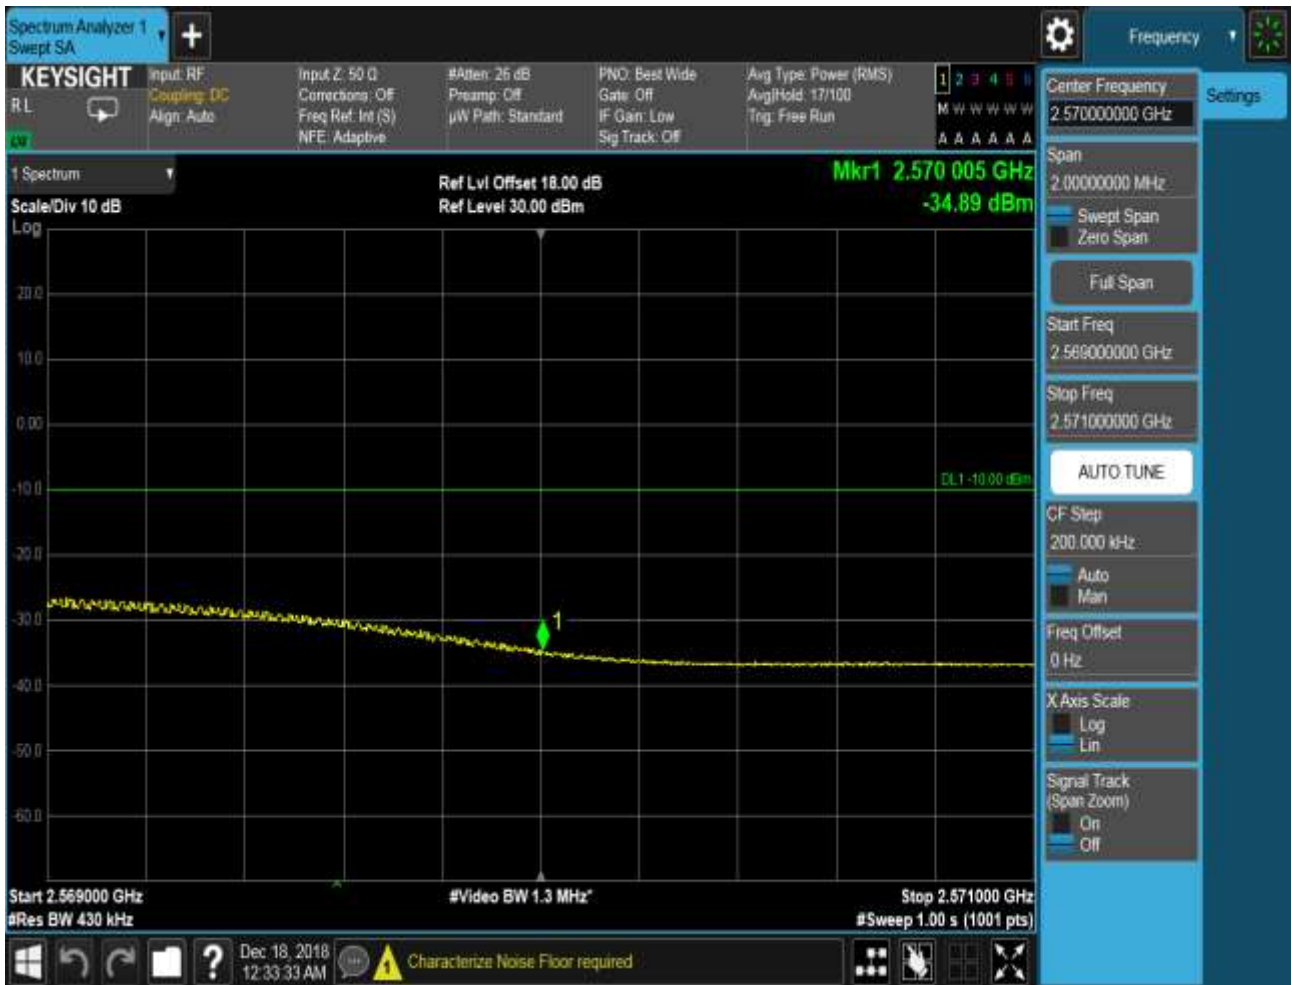 Spectrum Analyzer 1
Swept SA
+
Frequency
KEYSIGHT
R L
Input: RF
Coupling: DC
Align: Auto
Input Z: 50 Ω
Corrections: Off
Freq Ref: Int (S)
NFE: Adaptive
#Atten: 26 dB
Preamp: Off
µW Path: Standard
PNO: Best Wide
Gate: Off
IF Gain: Low
Sig Track: Off
Avg Type: Power (RMS)
Avg|Hold: 17/100
Trig: Free Run
1 2 3 4 5 6
M W W W W W
A A A A A A
1 Spectrum
Scale/Div 10 dB
Log
Ref Lvl Offset 18.00 dB
Ref Level 30.00 dBm
Mkr1 2.570 005 GHz
-34.89 dBm
20.0
10.0
0.00
-10.0
-20.0
-30.0
-40.0
-50.0
-60.0
DL1 -10.00 dBm
1
Start 2.569000 GHz
#Res BW 430 kHz
#Video BW 1.3 MHz*
Stop 2.571000 GHz
#Sweep 1.00 s (1001 pts)
Center Frequency
2.570000000 GHz
Settings
Span
2.00000000 MHz
Swept Span
Zero Span
Full Span
Start Freq
2.569000000 GHz
Stop Freq
2.571000000 GHz
AUTO TUNE
CF Step
200.000 kHz
Auto
Man
Freq Offset
0 Hz
X Axis Scale
Log
Lin
Signal Track
(Span Zoom)
On
Off
?
Dec 18, 2018
12:33:33 AM
1
Characterize Noise Floor required